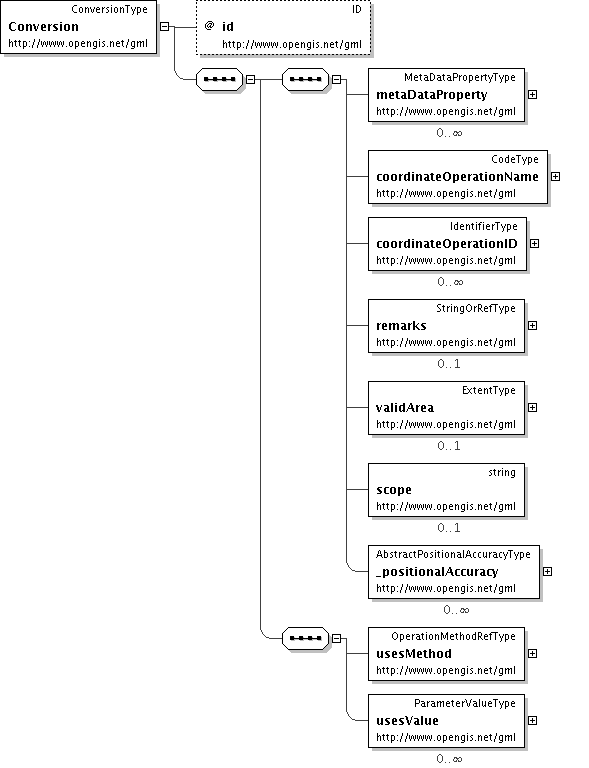 ConversionType
Conversion
http://www.opengis.net/gml
ID
@ id
http://www.opengis.net/gml
MetaDataPropertyType
metaDataProperty
http://www.opengis.net/gml
0..∞
CodeType
coordinateOperationName
http://www.opengis.net/gml
IdentifierType
coordinateOperationID
http://www.opengis.net/gml
0..∞
StringOrRefType
remarks
http://www.opengis.net/gml
0..1
ExtentType
validArea
http://www.opengis.net/gml
0..1
string
scope
http://www.opengis.net/gml
0..1
AbstractPositionalAccuracyType
_positionalAccuracy
http://www.opengis.net/gml
0..∞
OperationMethodRefType
usesMethod
http://www.opengis.net/gml
ParameterValueType
usesValue
http://www.opengis.net/gml
0..∞